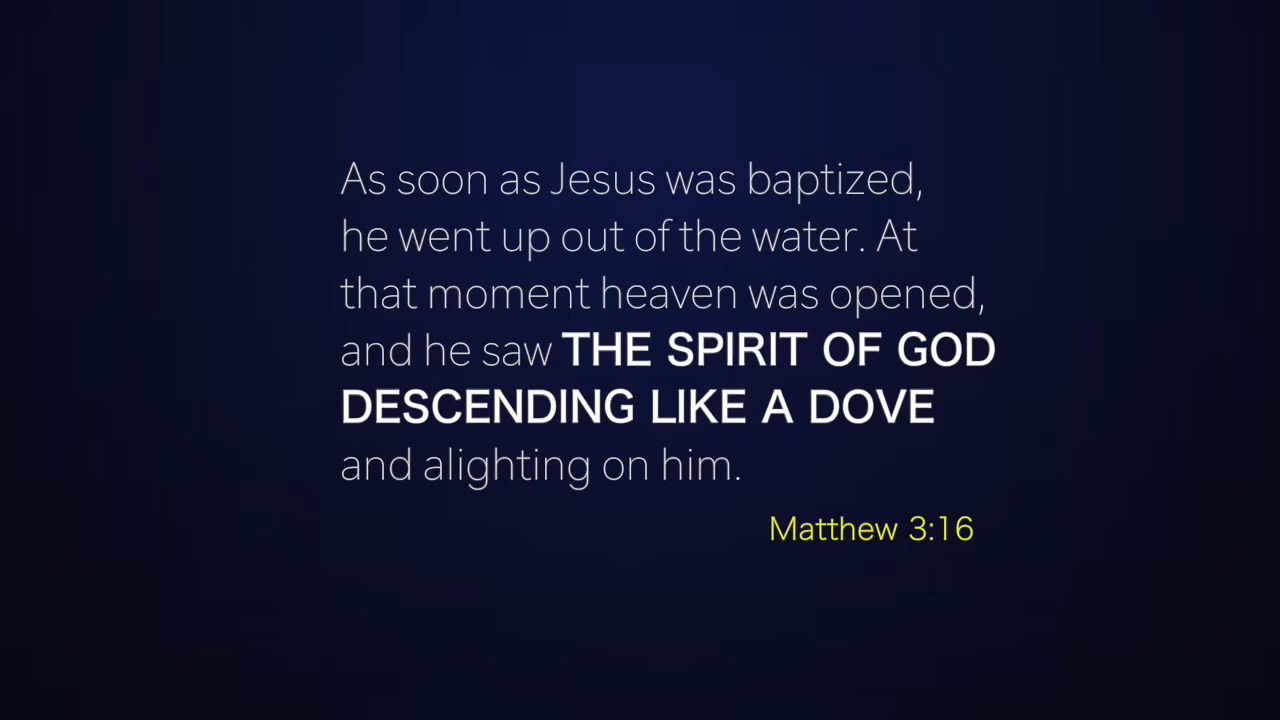 As soon as Jesus was baptized,
he went up out of the water. At
that moment heaven was opened,
and he saw THE SPIRIT OF GOD
DESCENDING LIKE A DOVE
and alighting on him.
Matthew 3:16